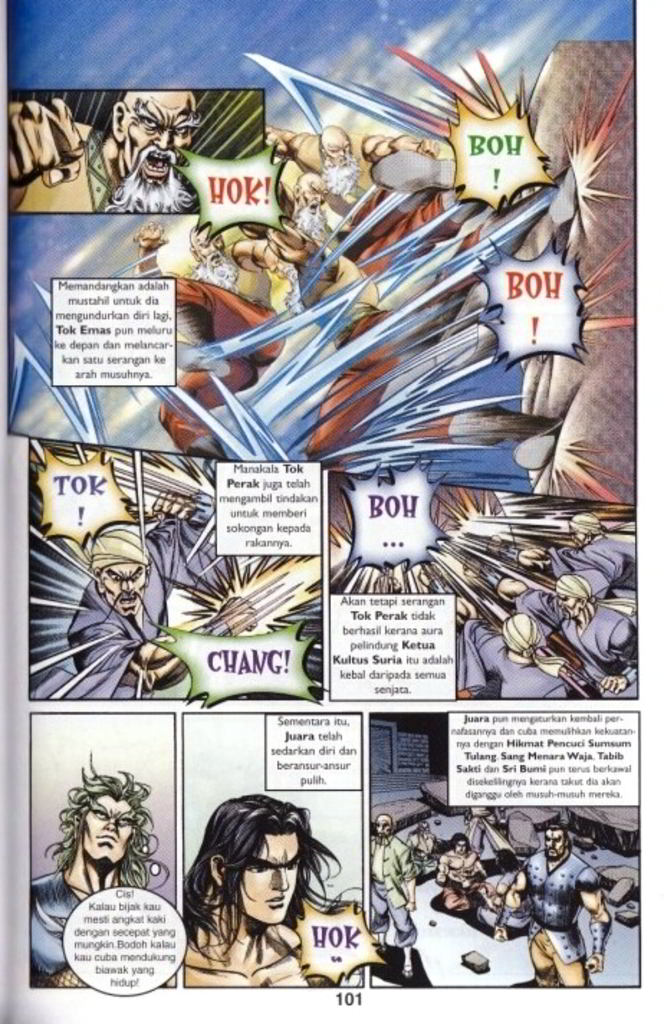 HOK!
BOH
!
BOH
!
Memandangkan adalah
mustahil untuk dia
mengundurkan diri lagi,
Tok Emas pun meluru
ke depan dan melancar-
kan satu serangan ke
arah musuhnya.
TOK
!
Manakala Tok
Perak juga telah
mengambil tindakan
untuk memberi
sokongan kepada
rakannya.
CHANG!
BOH
...
Akan tetapi serangan
Tok Perak tidak
berhasil kerana aura
pelindung Ketua
Kultus Suria itu adalah
kebal daripada semua
senjata.
Cis!
Kalau bijak kau
mesti angkat kaki
dengan secepat yang
mungkin.Bodoh kalau
kau cuba mendukung
biawak yang
hidup!
Sementara itu,
Juara telah
sedarkan diri dan
beransur-ansur
pulih.
HOK
Juara pun mengaturkan kembali per-
nafasannya dan cuba memulihkan kekuatan-
nya dengan Hikmat Pencuci Sumsum
Tulang. Sang Menara Waja, Tabib
Sakti dan Sri Bumi pun terus berkawal
disekelilingnya kerana takut dia akan
diganggu oleh musuh-musuh mereka.
101